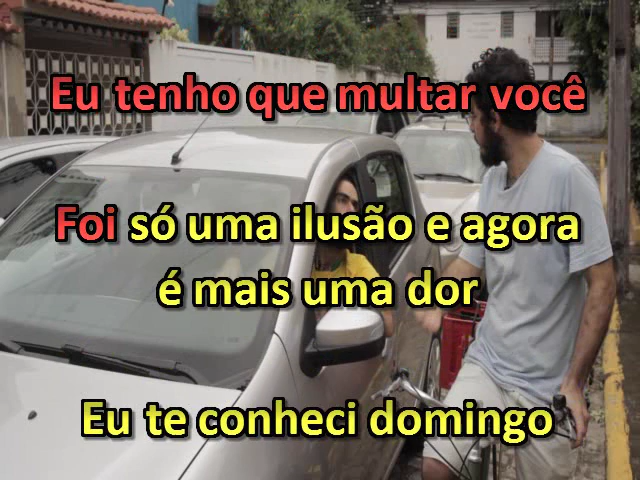 Eu tenho que multar você
Foi só uma ilusão e agora
é mais uma dor
Eu te conheci domingo